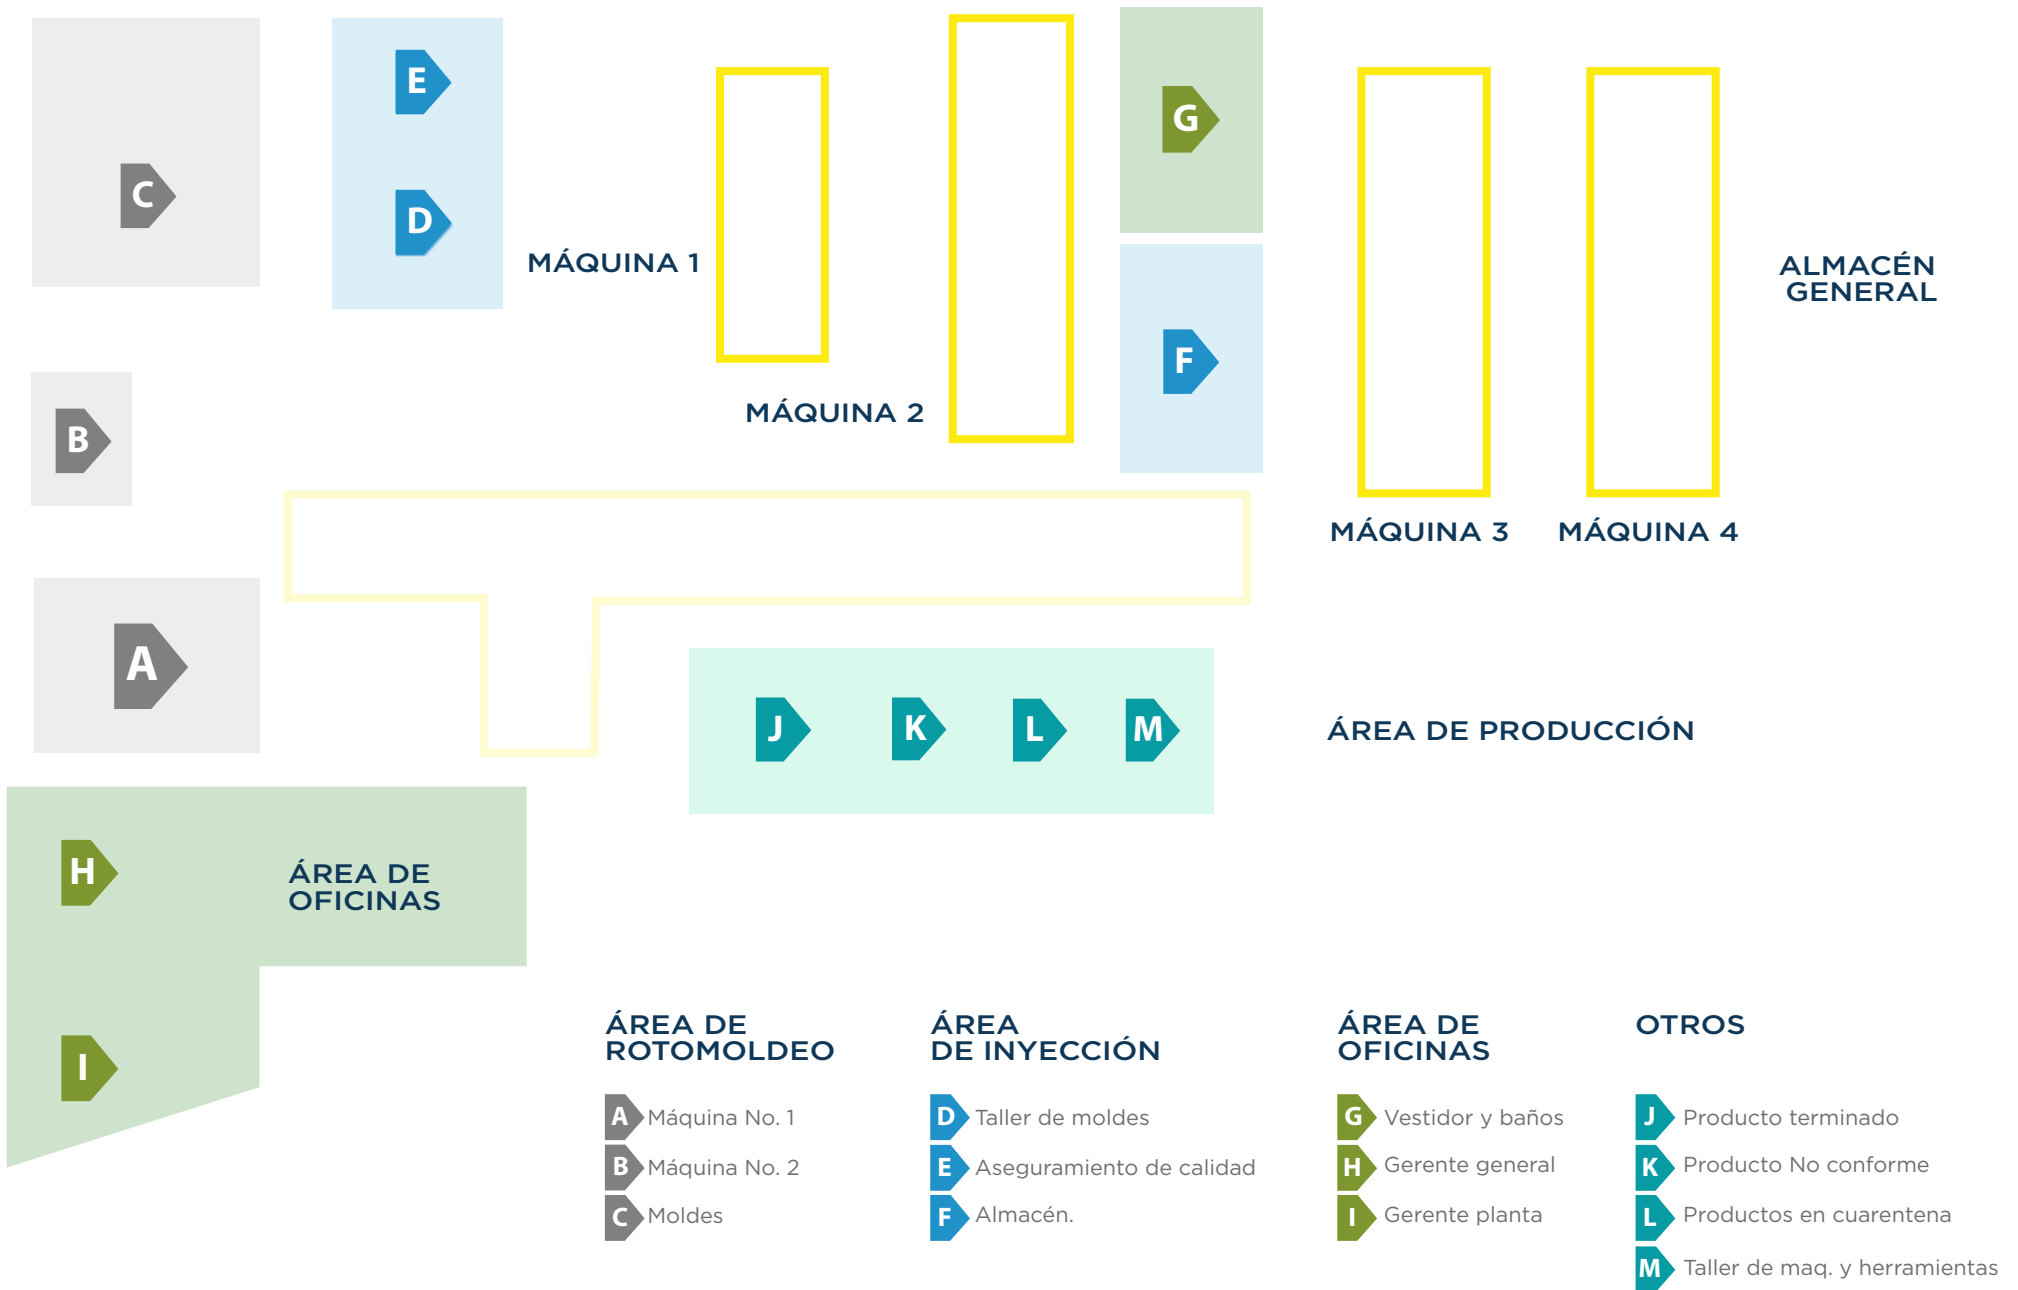 E
G
C
D
MÁQUINA 1
ALMACÉN
GENERAL
F
MÁQUINA 2
B
MÁQUINA 3
MÁQUINA 4
A
J
K
L
M
ÁREA DE PRODUCCIÓN
H
ÁREA DE
OFICINAS
I
ÁREA DE
ROTOMOLDEO
A Máquina No. 1
B Máquina No. 2
C Moldes
ÁREA
DE INYECCIÓN
D Taller de moldes
E Aseguramiento de calidad
F Almacén.
ÁREA DE
OFICINAS
G Vestidor y baños
H Gerente general
I Gerente planta
OTROS
J Producto terminado
K Producto No conforme
L Productos en cuarentena
M Taller de maq. y herramientas